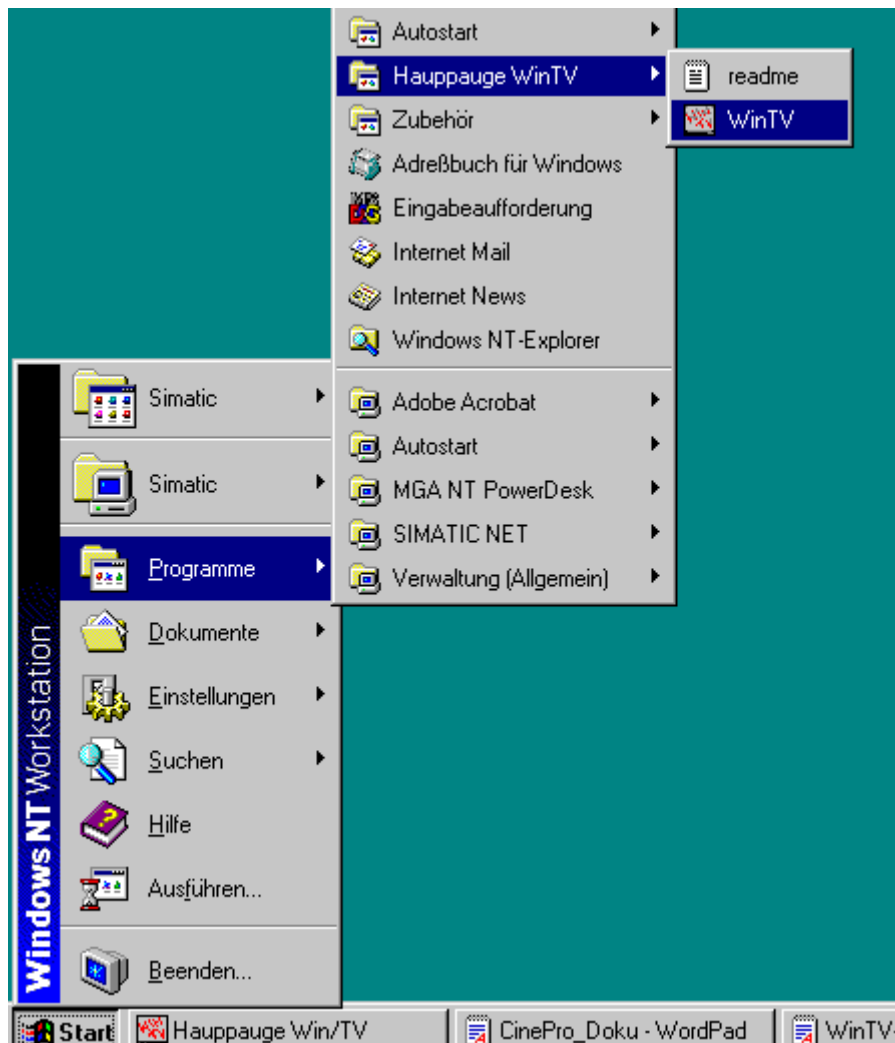 Autostart
Hauppauge WinTV
Zubehör
Adreßbuch für Windows
Eingabeaufforderung
Internet Mail
Internet News
Windows NT-Explorer
Adobe Acrobat
Autostart
MGA NT PowerDesk
SIMATIC NET
Verwaltung (Allgemein)
readme
WinTV
Simatic
Simatic
Programme
Dokumente
Einstellungen
Suchen
Hilfe
Ausführen...
Beenden...
Windows NT Workstation
Start
Hauppauge Win/TV
CinePro_Doku - WordPad
WinTV-